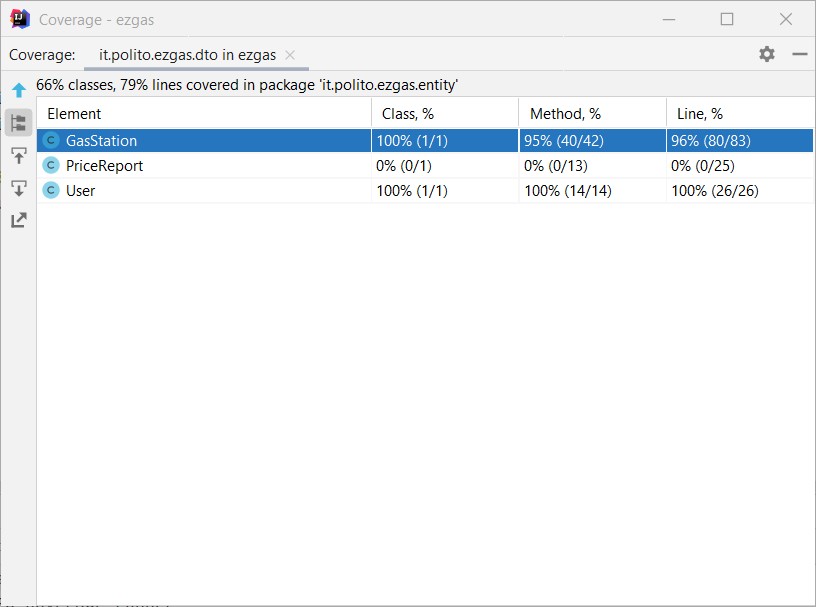 Coverage - ezgas
Coverage: it.polito.ezgas.dto in ezgas
66% classes, 79% lines covered in package 'it.polito.ezgas.entity'
Element Class, % Method, % Line, %
C GasStation 100% (1/1) 95% (40/42) 96% (80/83)
C PriceReport 0% (0/1) 0% (0/13) 0% (0/25)
C User 100% (1/1) 100% (14/14) 100% (26/26)